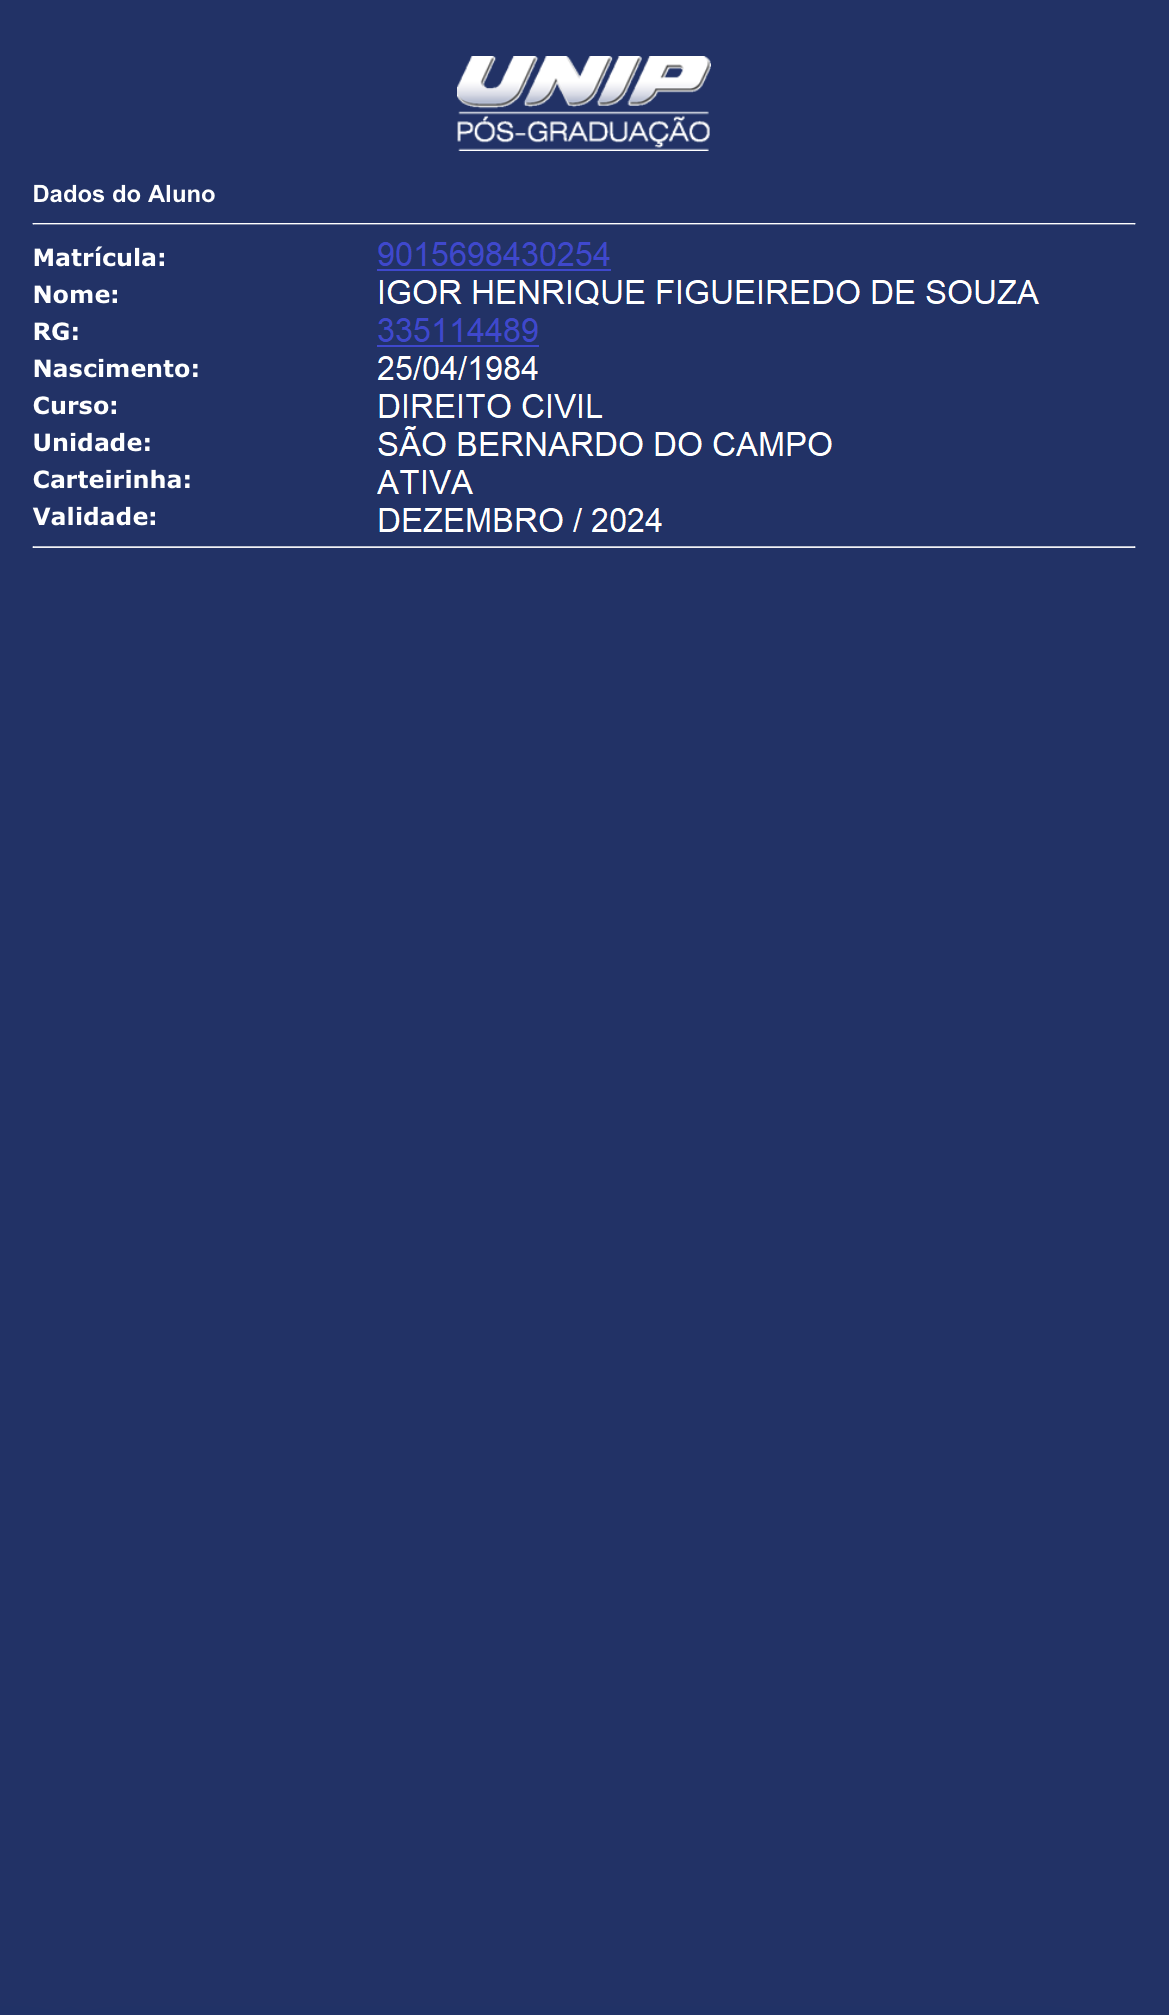 UNIP
PÓS-GRADUAÇÃO
Dados do Aluno
Matrícula: 9015698430254
Nome: IGOR HENRIQUE FIGUEIREDO DE SOUZA
RG: 335114489
Nascimento: 25/04/1984
Curso: DIREITO CIVIL
Unidade: SÃO BERNARDO DO CAMPO
Carteirinha: ATIVA
Validade: DEZEMBRO / 2024